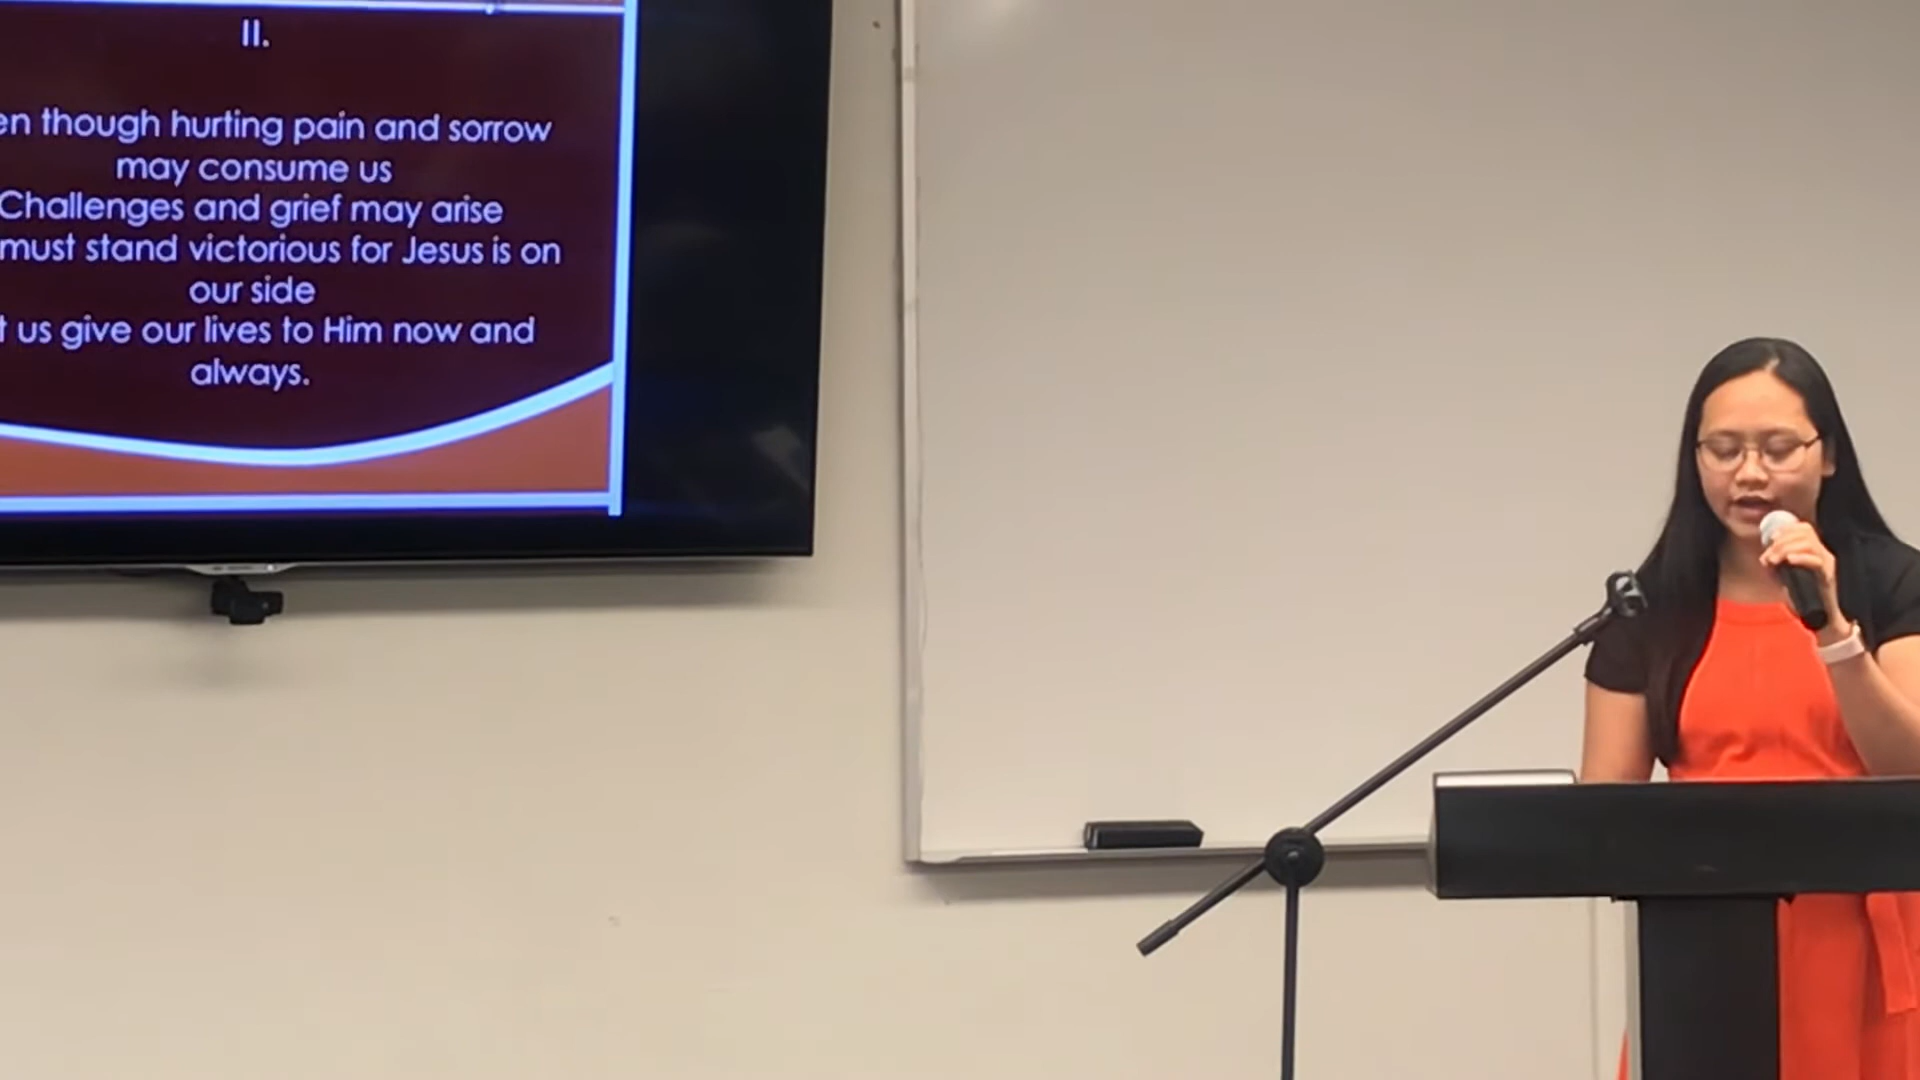 II.
en though hurting pain and sorrow
may consume us
Challenges and grief may arise
must stand victorious for Jesus is on
our side
t us give our lives to Him now and
always.